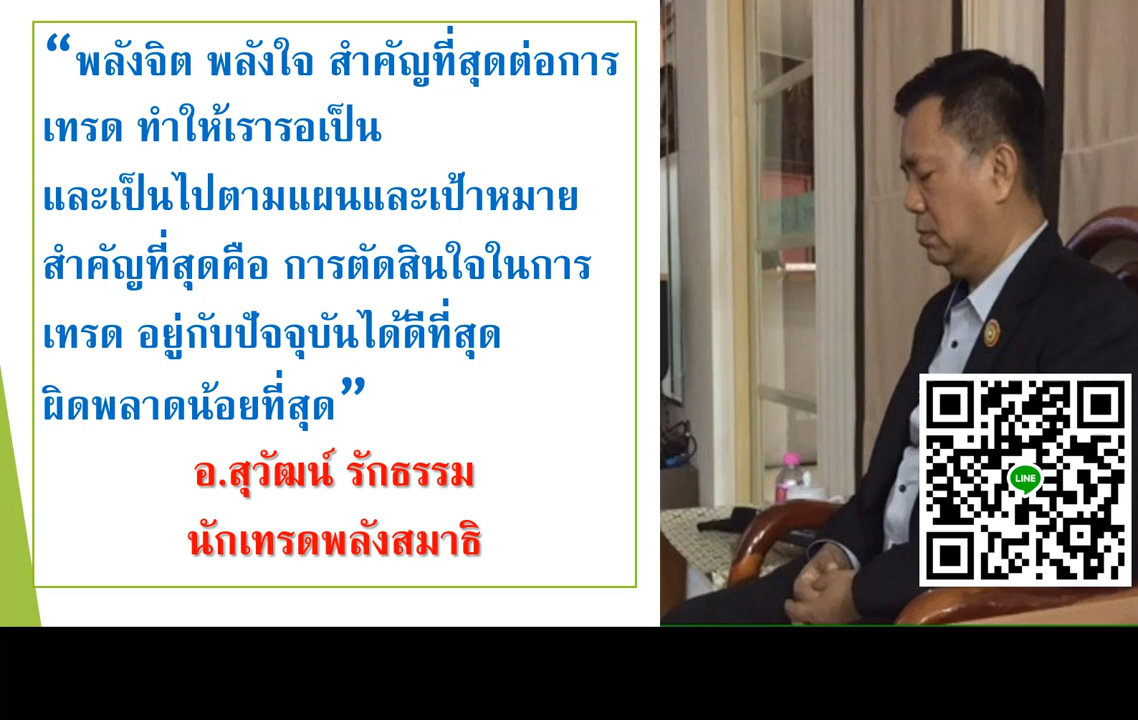 “พลังจิต พลังใจ สำคัญที่สุดต่อการ
เทรด ทำให้เรารอเป็น
และเป็นไปตามแผนและเป้าหมาย
สำคัญที่สุดคือ การตัดสินใจในการ
เทรด อยู่กับปัจจุบันได้ดีที่สุด
ผิดพลาดน้อยที่สุด”
อ.สุวัฒน์ รักธรรม
นักเทรดพลังสมาธิ
LINE